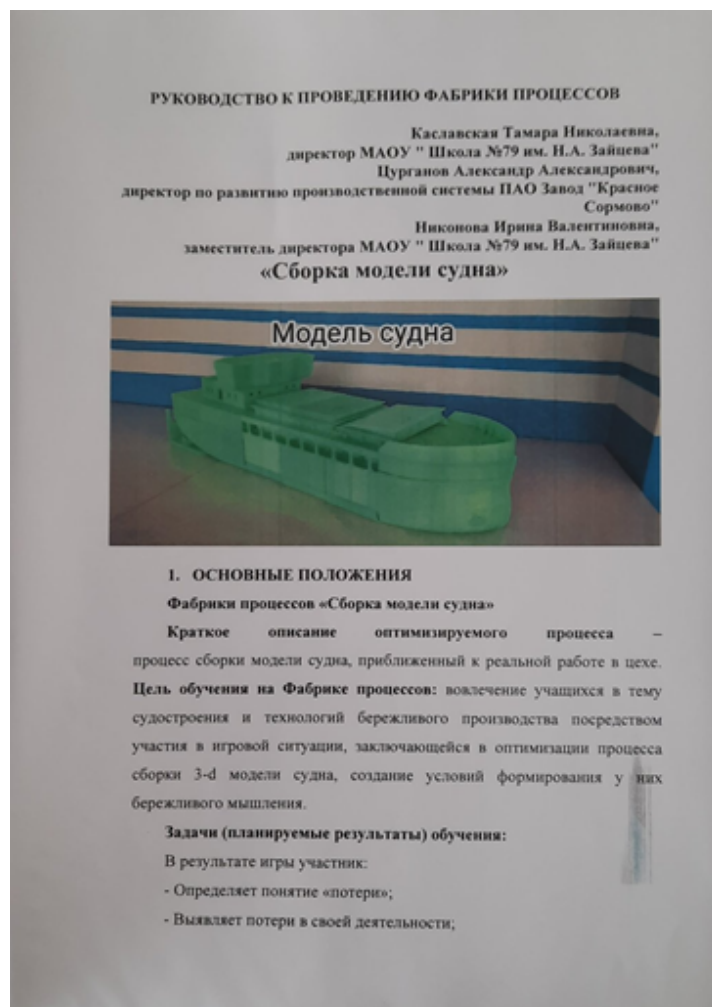 РУКОВОДСТВО К ПРОВЕДЕНИЮ ФАБРИКИ ПРОЦЕССОВ
Каславская Тамара Николаевна,
директор МАОУ " Школа №79 им. Н.А. Зайцева"
Цурганов Александр Александрович,
директор по развитию производственной системы ПАО Завод "Красное
Сормово"
Никонова Ирина Валентиновна,
заместитель директора МАОУ " Школа №79 им. Н.А. Зайцева"
«Сборка модели судна»
Модель судна
1. ОСНОВНЫЕ ПОЛОЖЕНИЯ
Фабрики процессов «Сборка модели судна»
Краткое описание оптимизируемого процесса –
процесс сборки модели судна, приближенный к реальной работе в цехе.
Цель обучения на Фабрике процессов: вовлечение учащихся в тему
судостроения и технологий бережливого производства посредством
участия в игровой ситуации, заключающейся в оптимизации процесса
сборки 3-d модели судна, создание условий формирования у них
бережливого мышления.
Задачи (планируемые результаты) обучения:
В результате игры участник:
- Определяет понятие «потери»;
- Выявляет потери в своей деятельности;